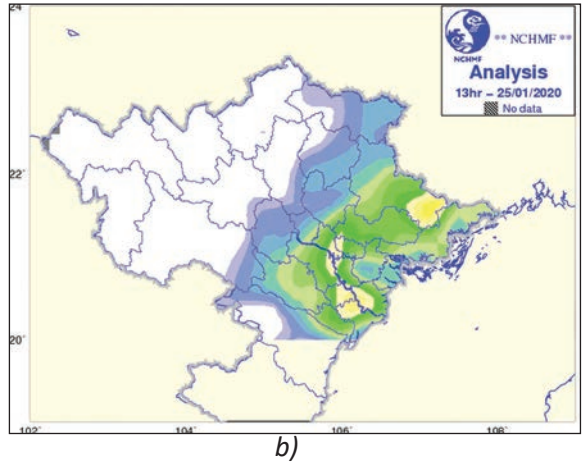 24°
** NCHMF **
NCHMF
Analysis
13hr – 25/01/2020
No data
22°
20°
102°
104°
106°
108°
b)